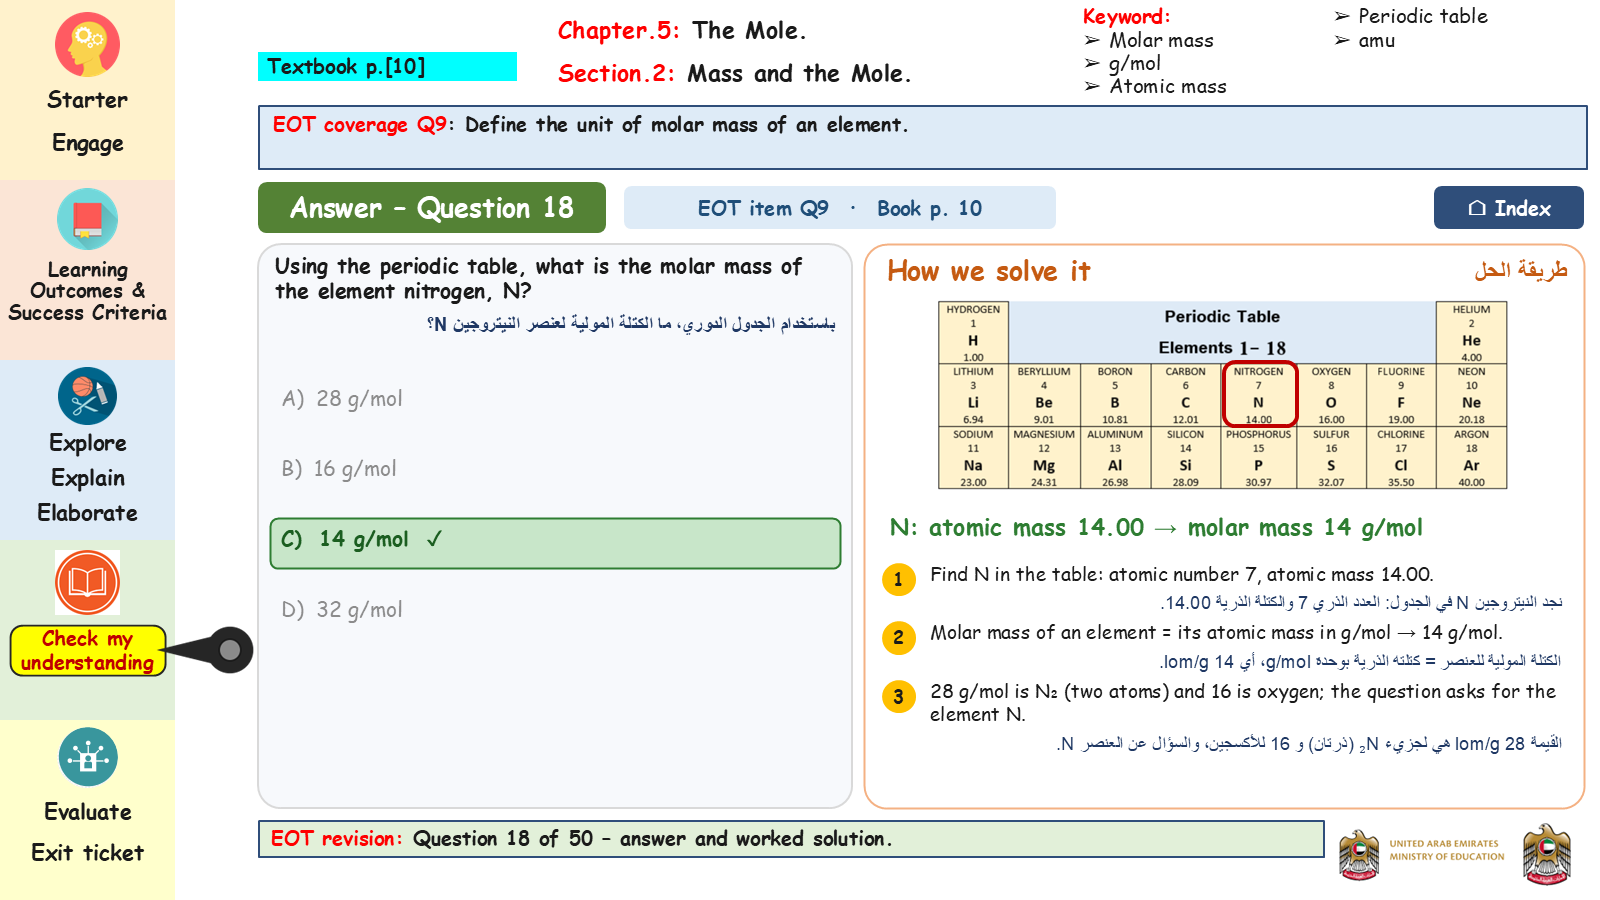 Starter
Engage
Learning
Outcomes &
Success Criteria
Explore
Explain
Elaborate
Check my
understanding
Evaluate
Exit ticket
Textbook p.[10]
Chapter.5: The Mole.
Section.2: Mass and the Mole.
Keyword:
➢ Molar mass
➢ g/mol
➢ Atomic mass
➢ Periodic table
➢ amu
EOT coverage Q9: Define the unit of molar mass of an element.
Answer – Question 18
EOT item Q9 · Book p. 10
☖ Index
Using the periodic table, what is the molar mass of
the element nitrogen, N?
باستخدام الجدول الدوري، ما الكتلة المولية لعنصر النيتروجين N؟
A) 28 g/mol
B) 16 g/mol
C) 14 g/mol ✓
D) 32 g/mol
How we solve it
طريقة الحل
Periodic Table
Elements 1– 18
HYDROGEN HELIUM
1 2
H He
1.00 4.00
LITHIUM BERYLLIUM BORON CARBON NITROGEN OXYGEN FLUORINE NEON
3 4 5 6 7 8 9 10
Li Be B C N O F Ne
6.94 9.01 10.81 12.01 14.00 16.00 19.00 20.18
SODIUM MAGNESIUM ALUMINUM SILICON PHOSPHORUS SULFUR CHLORINE ARGON
11 12 13 14 15 16 17 18
Na Mg Al Si P S Cl Ar
23.00 24.31 26.98 28.09 30.97 32.07 35.50 40.00
N: atomic mass 14.00 → molar mass 14 g/mol
1 Find N in the table: atomic number 7, atomic mass 14.00.
نجد النيتروجين N في الجدول: العدد الذري 7 والكتلة الذرية 14.00.
2 Molar mass of an element = its atomic mass in g/mol → 14 g/mol.
الكتلة المولية للعنصر = كتلته الذرية بوحدة g/mol، أي 14 lom/g.
3 28 g/mol is N₂ (two atoms) and 16 is oxygen; the question asks for the
element N.
القيمة 28 lom/g هي لجزيء N₂ (ذرتان) و 16 للأكسجين، والسؤال عن العنصر N.
EOT revision: Question 18 of 50 – answer and worked solution.
UNITED ARAB EMIRATES
MINISTRY OF EDUCATION